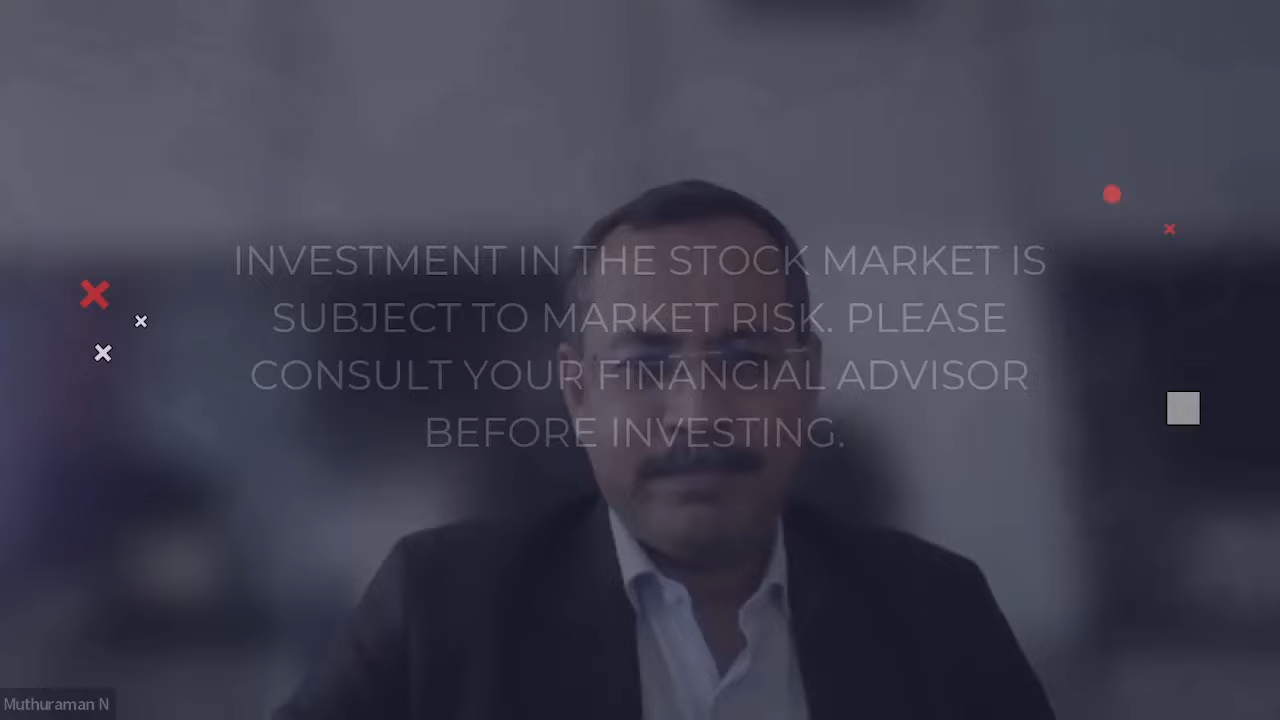 INVESTMENT IN THE STOCK MARKET IS
SUBJECT TO MARKET RISK. PLEASE
CONSULT YOUR FINANCIAL ADVISOR
BEFORE INVESTING.
Muthuraman N